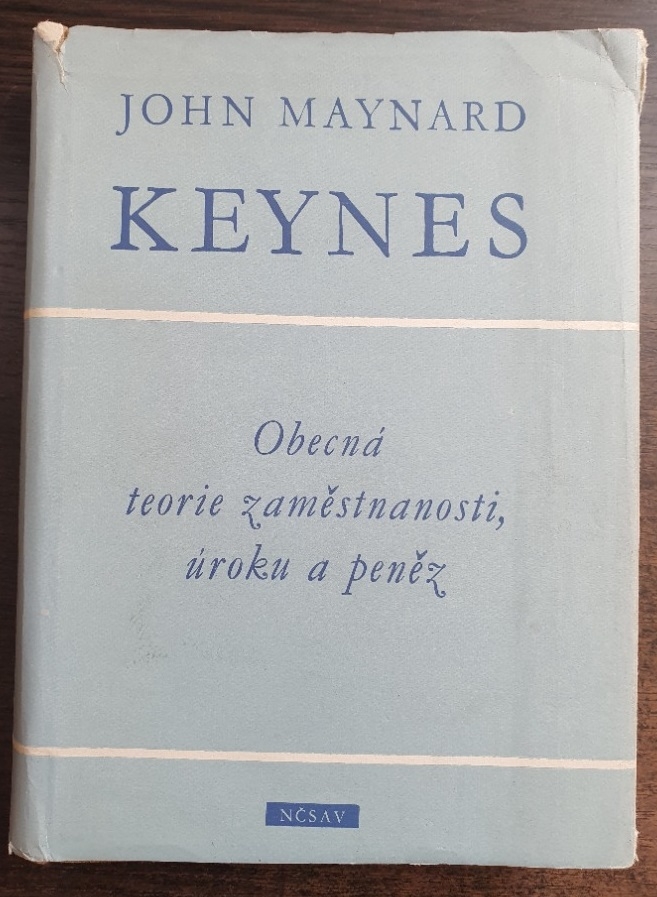 JOHN MAYNARD
KEYNES
Obecná
teorie zaměstnanosti,
úroku a peněz
NČSAV